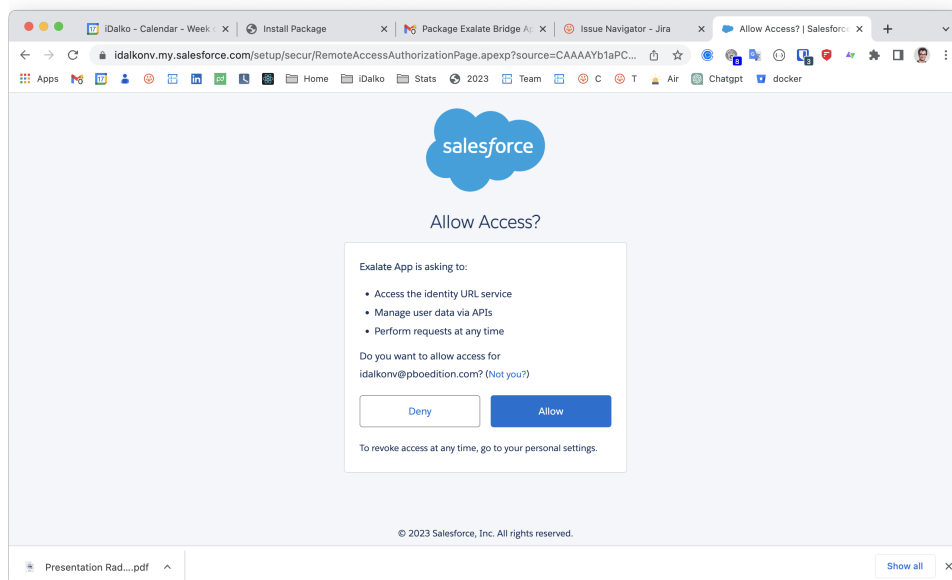 iDalko - Calendar - Week
Install Package
Package Exalate Bridge Ap
Issue Navigator - Jira
Allow Access? | Salesforce
idalkonv.my.salesforce.com/setup/secur/RemoteAccessAuthorizationPage.apexp?source=CAAAAYb1aPC...
Apps
Home
iDalko
Stats
2023
Team
C
T
Air
Chatgpt
docker
salesforce
Allow Access?
Exalate App is asking to:
• Access the identity URL service
• Manage user data via APIs
• Perform requests at any time
Do you want to allow access for
idalkonv@pboedition.com? (Not you?)
Deny
Allow
To revoke access at any time, go to your personal settings.
© 2023 Salesforce, Inc. All rights reserved.
Presentation Rad....pdf
Show all